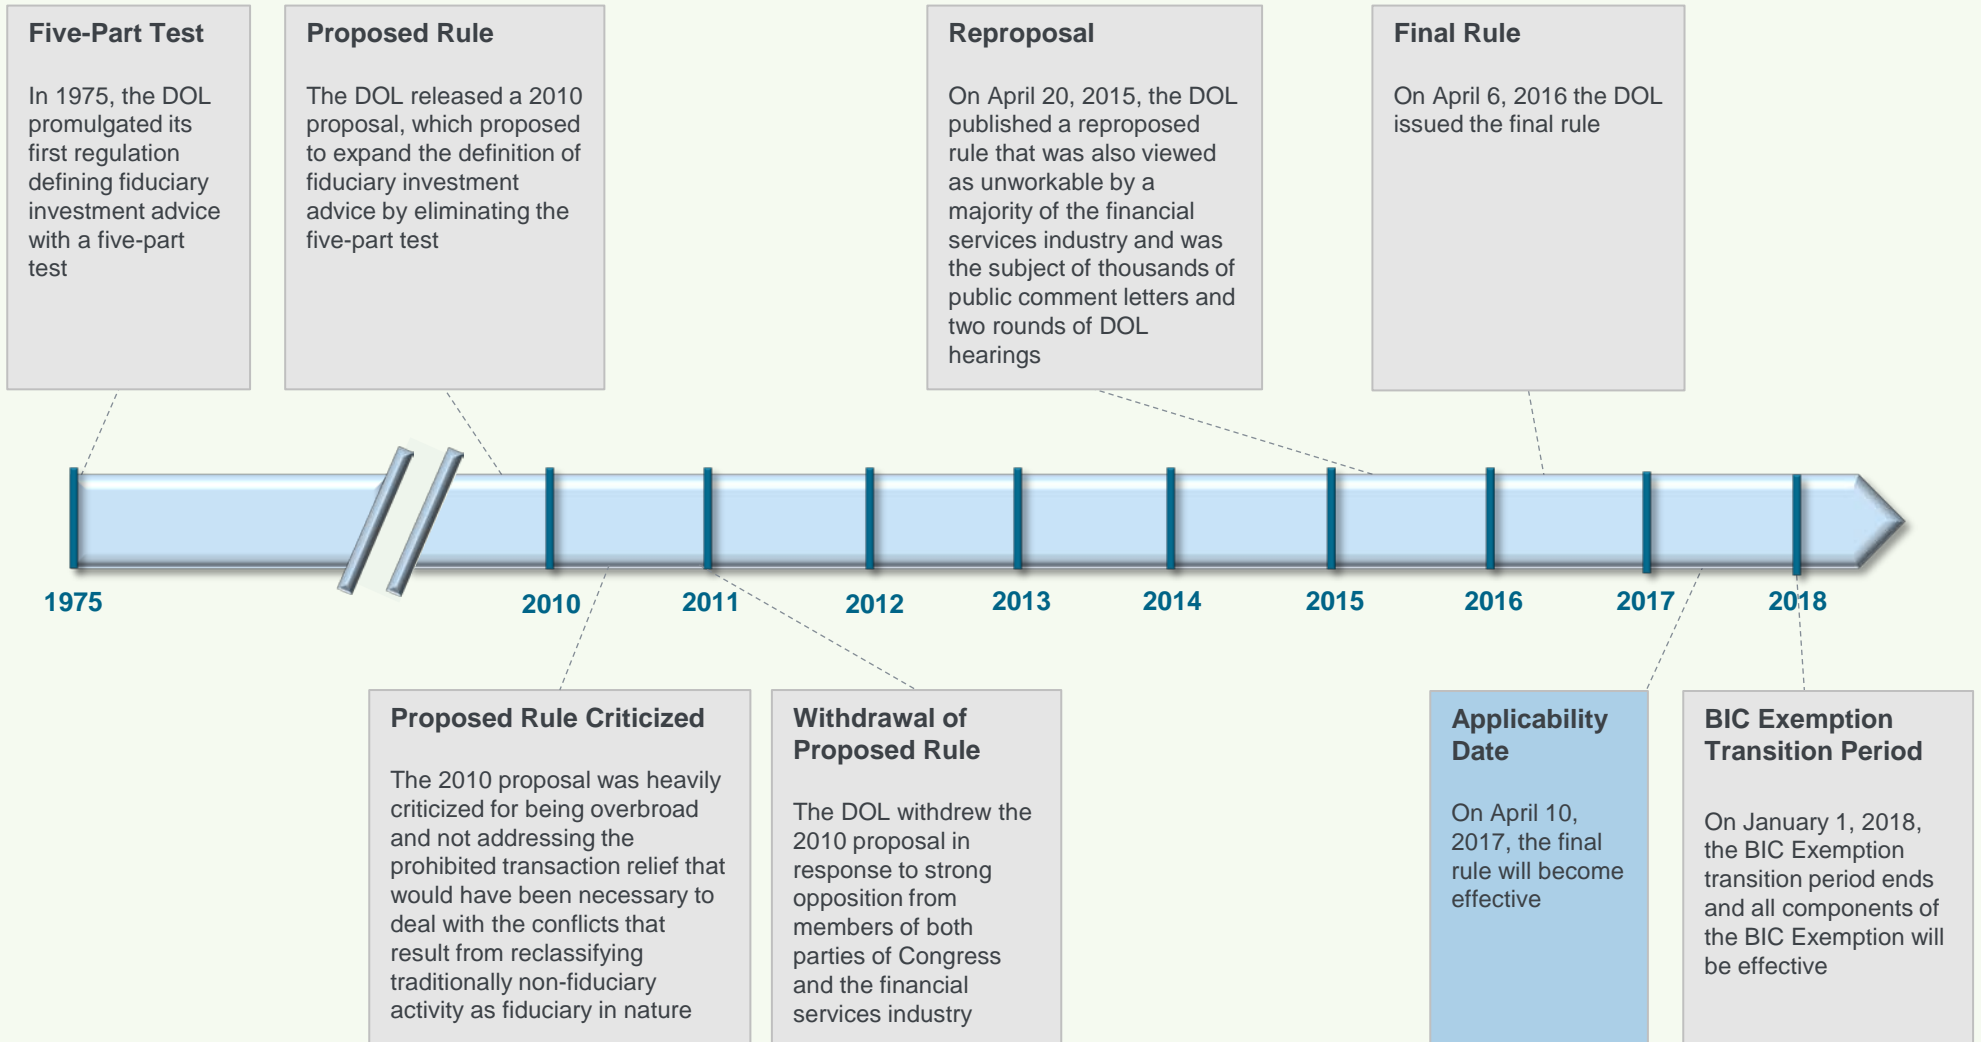 Five-Part Test
In 1975, the DOL
promulgated its
first regulation
defining fiduciary
investment advice
with a five-part
test
Proposed Rule
The DOL released a 2010
proposal, which proposed
to expand the definition of
fiduciary investment
advice by eliminating the
five-part test
Reproposal
On April 20, 2015, the DOL
published a reproposed
rule that was also viewed
as unworkable by a
majority of the financial
services industry and was
the subject of thousands of
public comment letters and
two rounds of DOL
hearings
Final Rule
On April 6, 2016 the DOL
issued the final rule
1975
2010
2011
2012
2013
2014
2015
2016
2017
2018
Proposed Rule Criticized
The 2010 proposal was heavily
criticized for being overbroad
and not addressing the
prohibited transaction relief that
would have been necessary to
deal with the conflicts that
result from reclassifying
traditionally non-fiduciary
activity as fiduciary in nature
Withdrawal of
Proposed Rule
The DOL withdrew the
2010 proposal in
response to strong
opposition from
members of both
parties of Congress
and the financial
services industry
Applicability
Date
On April 10,
2017, the final
rule will become
effective
BIC Exemption
Transition Period
On January 1, 2018,
the BIC Exemption
transition period ends
and all components of
the BIC Exemption will
be effective